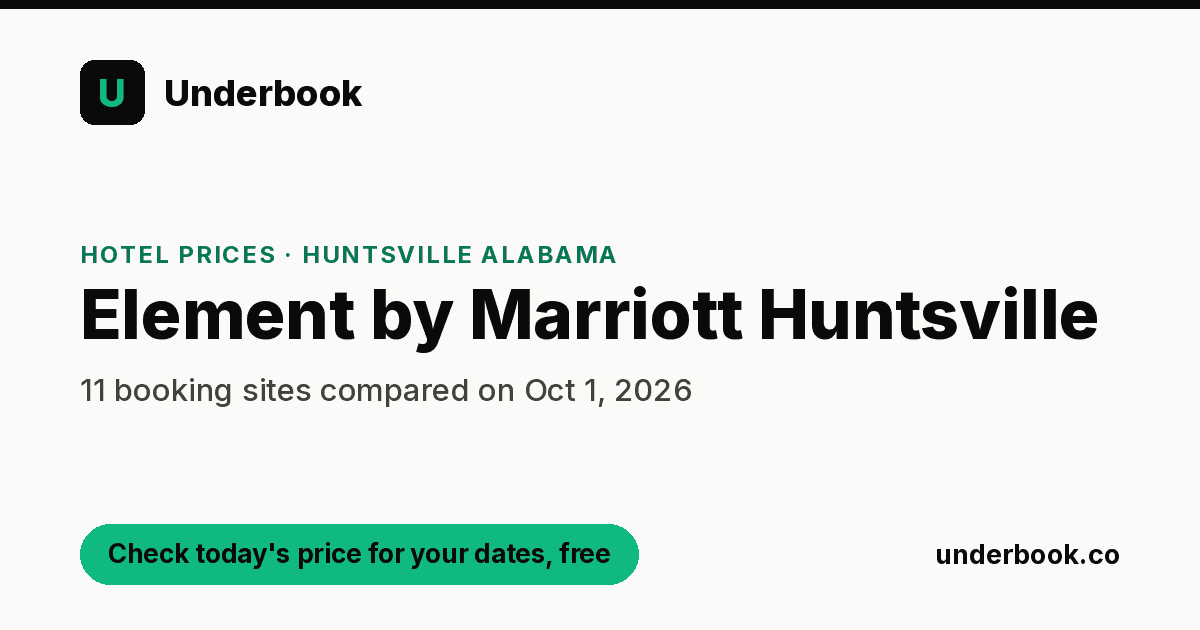 U Underbook
HOTEL PRICES · HUNTSVILLE ALABAMA
Element by Marriott Huntsville
11 booking sites compared on Oct 1, 2026
Check today's price for your dates, free
underbook.co